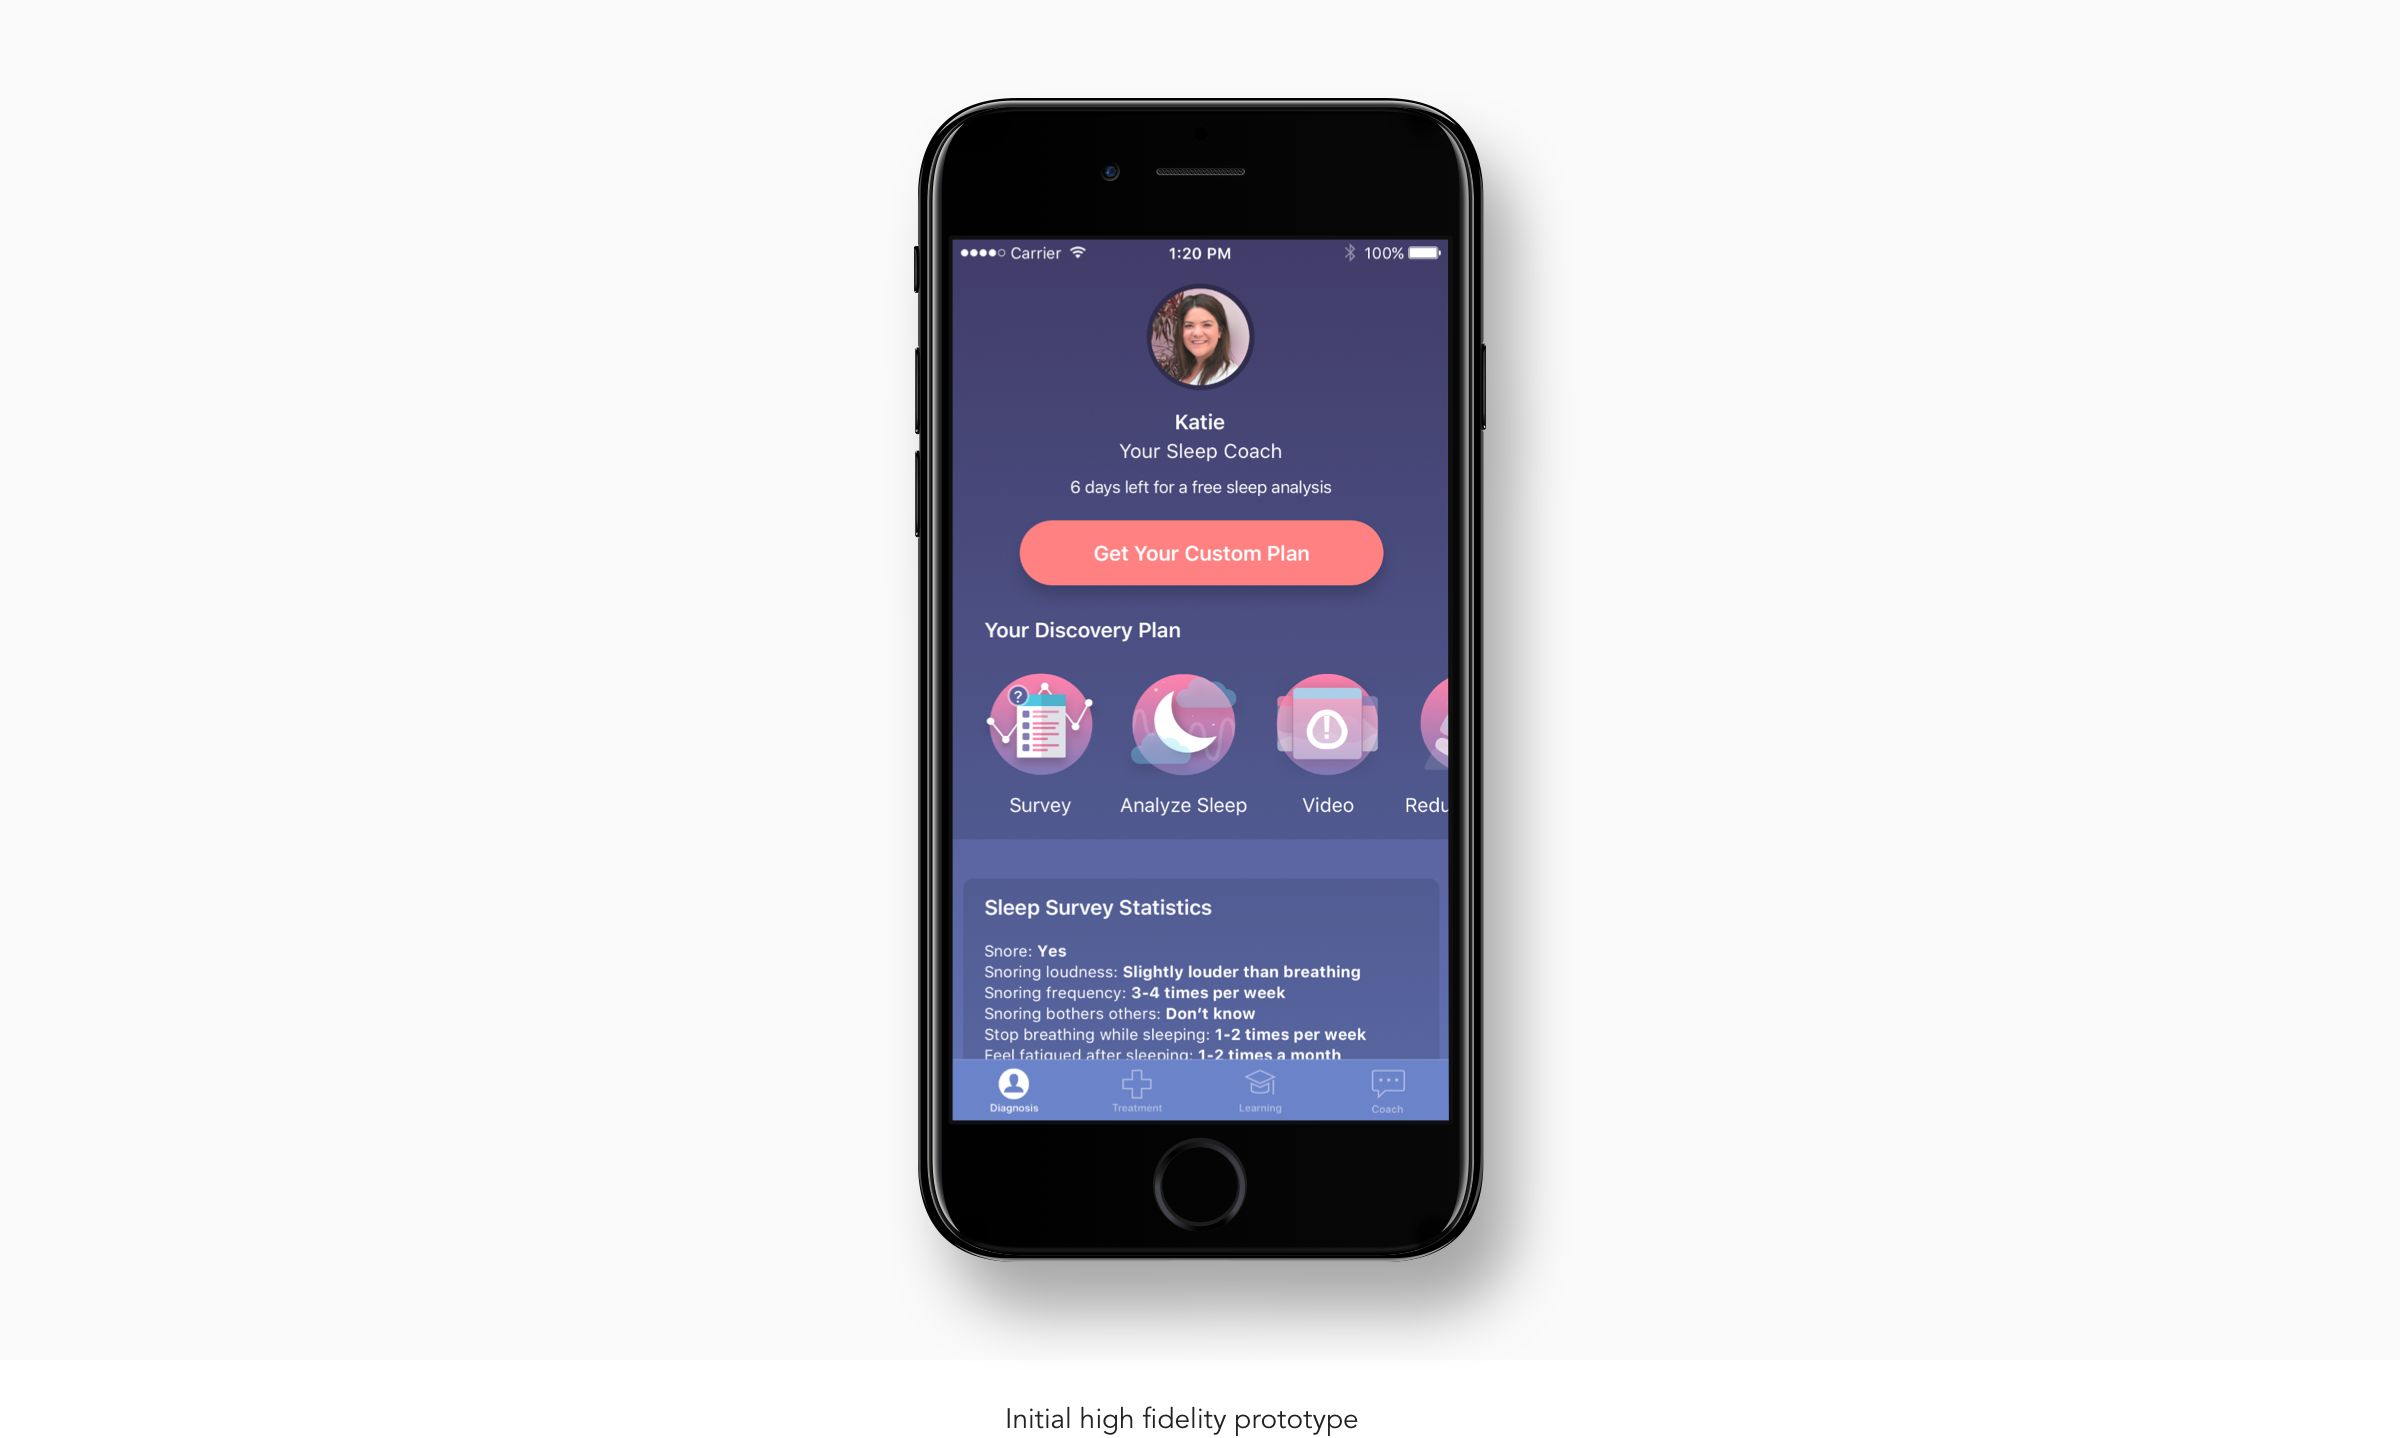 Carrier 1:20 PM 100%
Katie
Your Sleep Coach
6 days left for a free sleep analysis
Get Your Custom Plan
Your Discovery Plan
?
!
Survey Analyze Sleep Video Redu
Sleep Survey Statistics
Snore: Yes
Snoring loudness: Slightly louder than breathing
Snoring frequency: 3-4 times per week
Snoring bothers others: Don't know
Stop breathing while sleeping: 1-2 times per week
Feel fatigued after sleeping: 1-2 times a month
Diagnosis Treatment Learning Coach
Initial high fidelity prototype